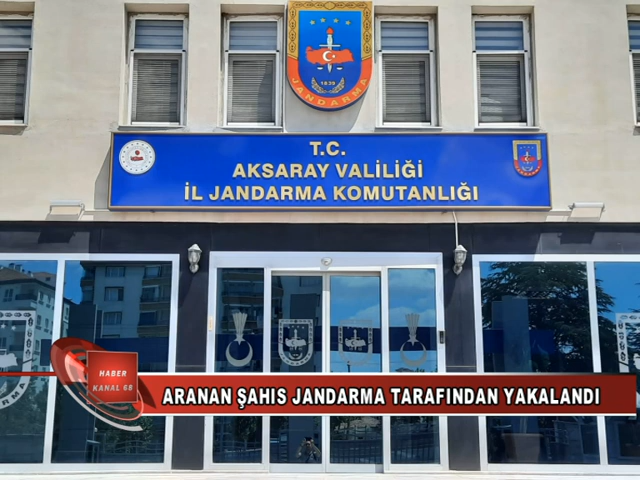 JANDARMA
1839
T.C.
AKSARAY VALİLİĞİ
İL JANDARMA KOMUTANLIĞI
HABER
KANAL 68
ARANAN ŞAHIS JANDARMA TARAFINDAN YAKALANDI